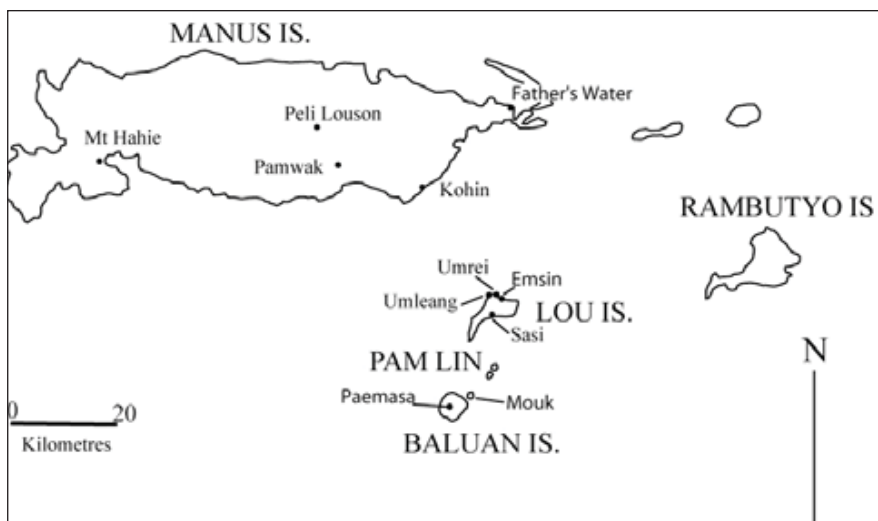 MANUS IS.
Father's Water
Peli Louson
Mt Hahie
Pamwak
Kohin
RAMBUTYO IS
Umrei
Emsin
Umleang
LOU IS.
Sasi
N
PAM LIN
Paemasa
Mouk
0 20
Kilometres
BALUAN IS.